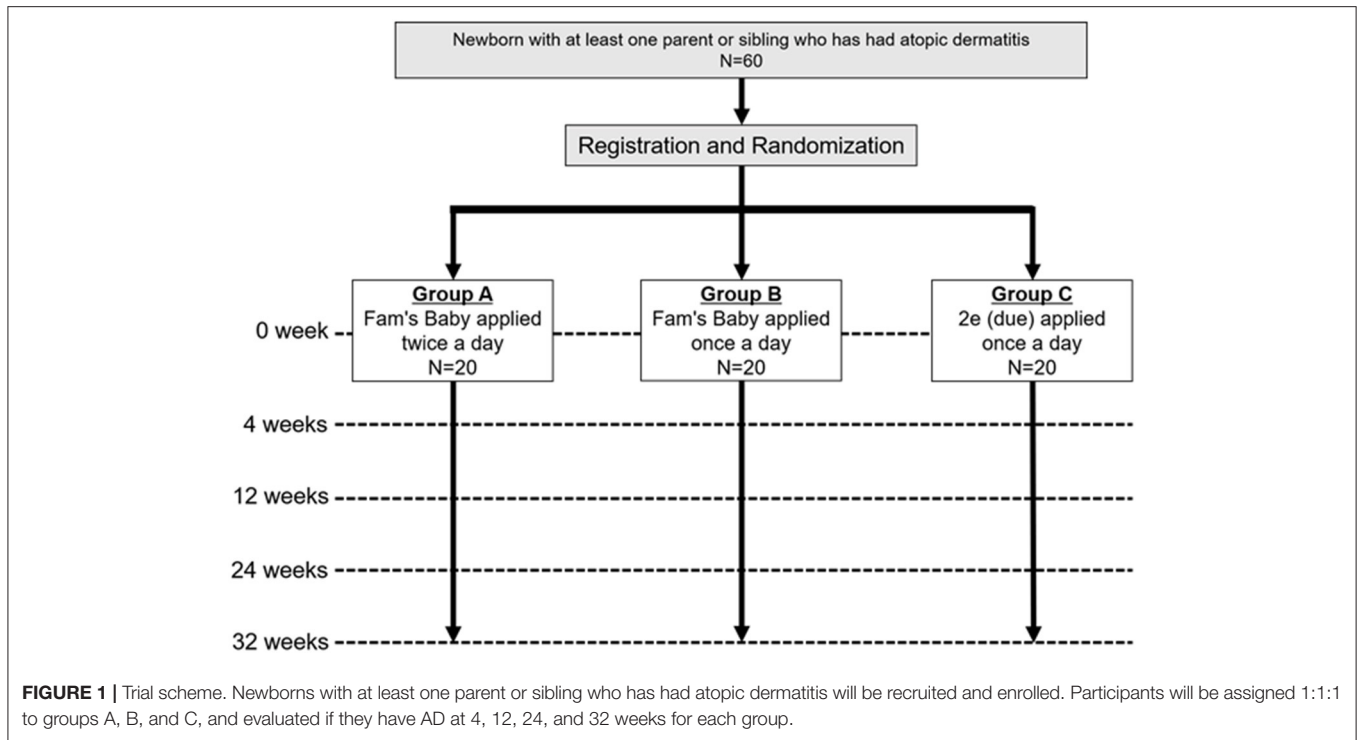 Newborn with at least one parent or sibling who has had atopic dermatitis
N=60
Registration and Randomization
Group A
Fam's Baby applied
twice a day
N=20
Group B
Fam's Baby applied
once a day
N=20
Group C
2e (due) applied
once a day
N=20
0 week
4 weeks
12 weeks
24 weeks
32 weeks
FIGURE 1 | Trial scheme. Newborns with at least one parent or sibling who has had atopic dermatitis will be recruited and enrolled. Participants will be assigned 1:1:1
to groups A, B, and C, and evaluated if they have AD at 4, 12, 24, and 32 weeks for each group.